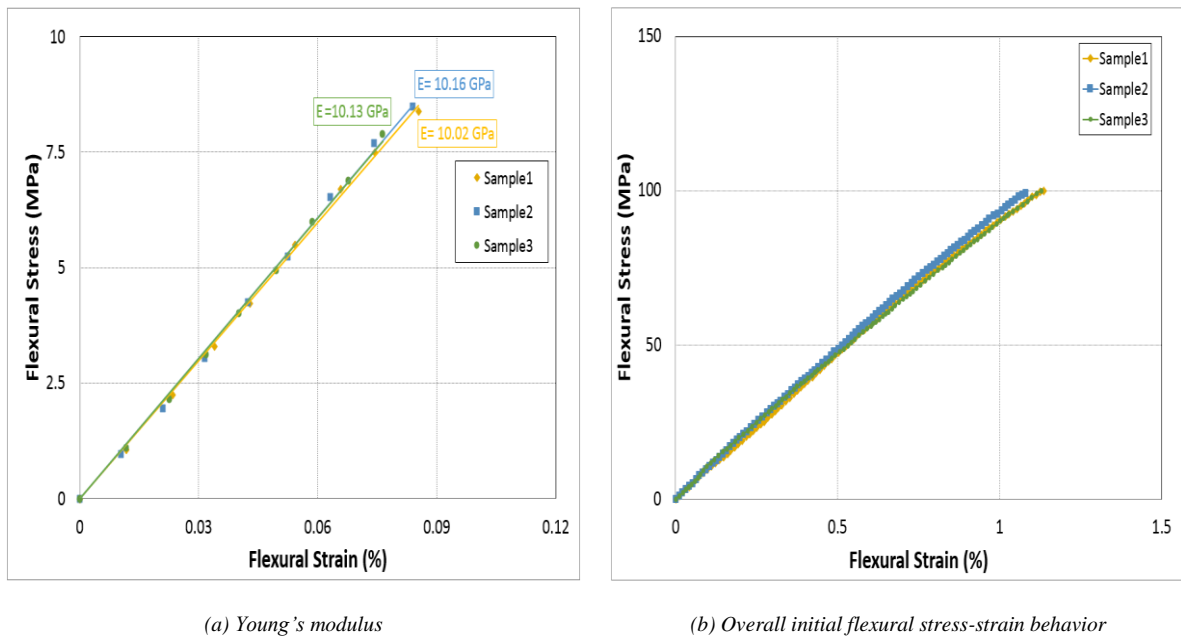 10
7.5
5
2.5
0
Flexural Stress (MPa)
E= 10.16 GPa
E =10.13 GPa
E= 10.02 GPa
Sample1
Sample2
Sample3
0 0.03 0.06 0.09 0.12
Flexural Strain (%)
(a) Young’s modulus
150
100
50
0
Flexural Stress (MPa)
Sample1
Sample2
Sample3
0 0.5 1 1.5
Flexural Strain (%)
(b) Overall initial flexural stress-strain behavior